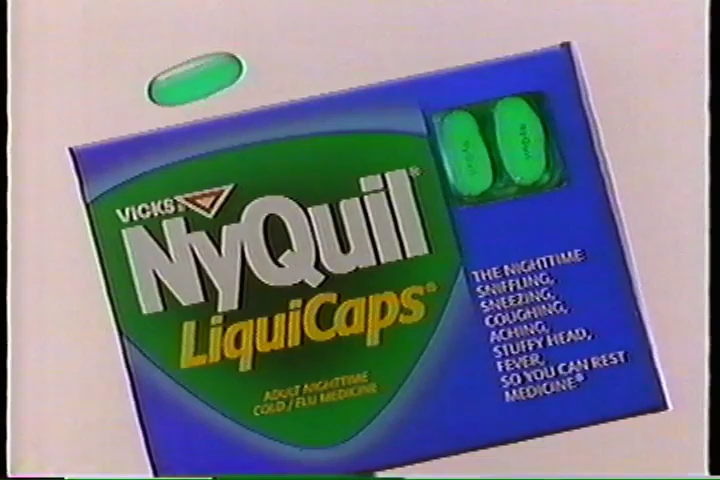 VICKS
NyQuil®
LiquiCaps®
ADULT NIGHTTIME
COLD / FLU MEDICINE
NyQuil
NyQuil
THE NIGHTTIME
SNIFFLING,
SNEEZING,
COUGHING,
ACHING,
STUFFY HEAD,
FEVER,
SO YOU CAN REST
MEDICINE®